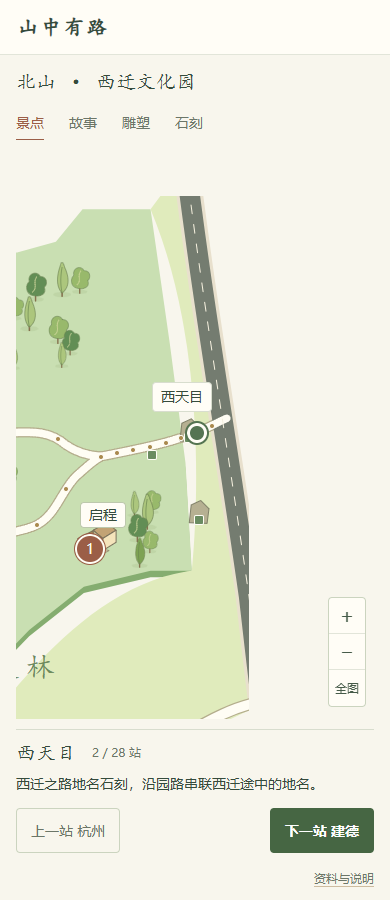 山中有路
北山 • 西迁文化园
景点 故事 雕塑 石刻
西天目
启程
1
林
+
−
全图
西天目 2 / 28 站
西迁之路地名石刻，沿园路串联西迁途中的地名。
上一站 杭州
下一站 建德
资料与说明